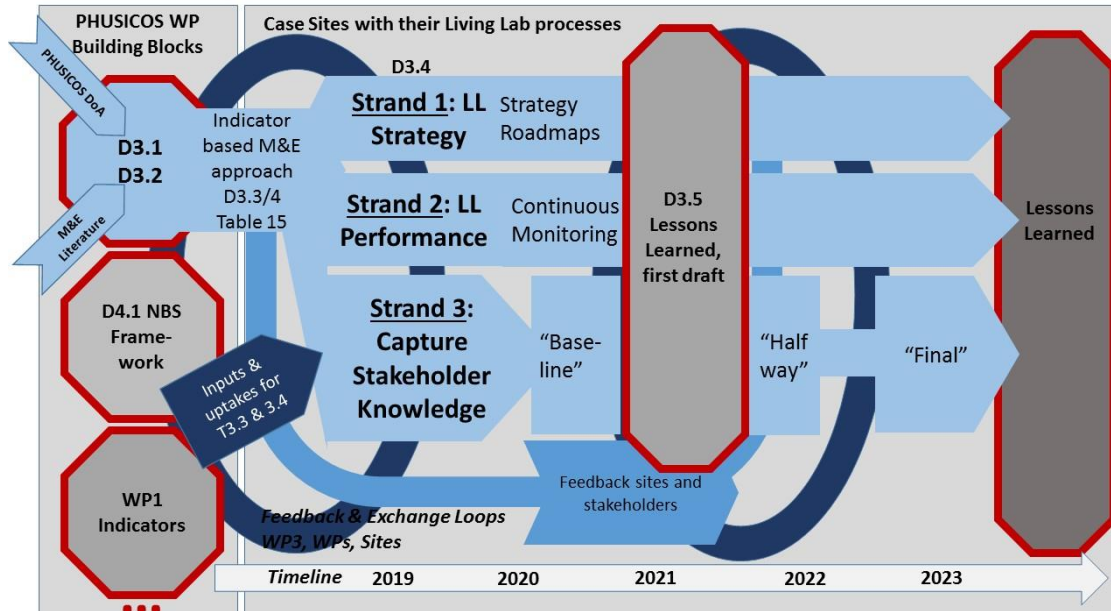 PHUSICOS WP
Building Blocks
PHUSICOS DoA
D3.1
D3.2
M&E
Literature
D4.1 NBS
Frame-
work
WP1
Indicators
Case Sites with their Living Lab processes
Indicator
based M&E
approach
D3.3/4
Table 15
Inputs &
uptakes for
T3.3 & 3.4
D3.4
Strand 1: LL
Strategy
Strategy
Roadmaps
Strand 2: LL
Performance
Continuous
Monitoring
Strand 3:
Capture
Stakeholder
Knowledge
“Base-
line”
D3.5
Lessons
Learned,
first draft
“Half
way”
“Final”
Lessons
Learned
Feedback sites and
stakeholders
Feedback & Exchange Loops
WP3, WPs, Sites
Timeline 2019 2020 2021 2022 2023